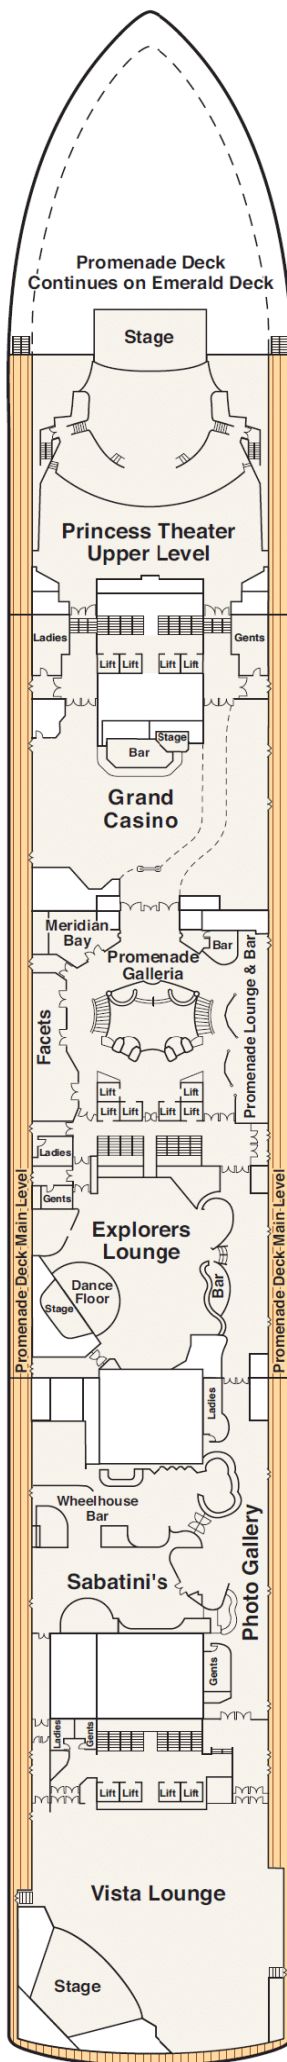 Promenade Deck
Continues on Emerald Deck
Stage
Princess Theater
Upper Level
Ladies
Gents
Lift Lift Lift Lift
Stage
Bar
Grand
Casino
Meridian
Bay
Bar
Promenade
Galleria
Promenade Lounge & Bar
Facets
Lift Lift
Lift Lift Lift Lift
Ladies
Gents
Promenade Deck Main Level
Promenade Deck Main Level
Explorers
Lounge
Dance
Floor
Stage
Bar
Ladies
Wheelhouse
Bar
Photo Gallery
Sabatini's
Gents
Ladies
Gents
Lift Lift Lift Lift
Vista Lounge
Stage